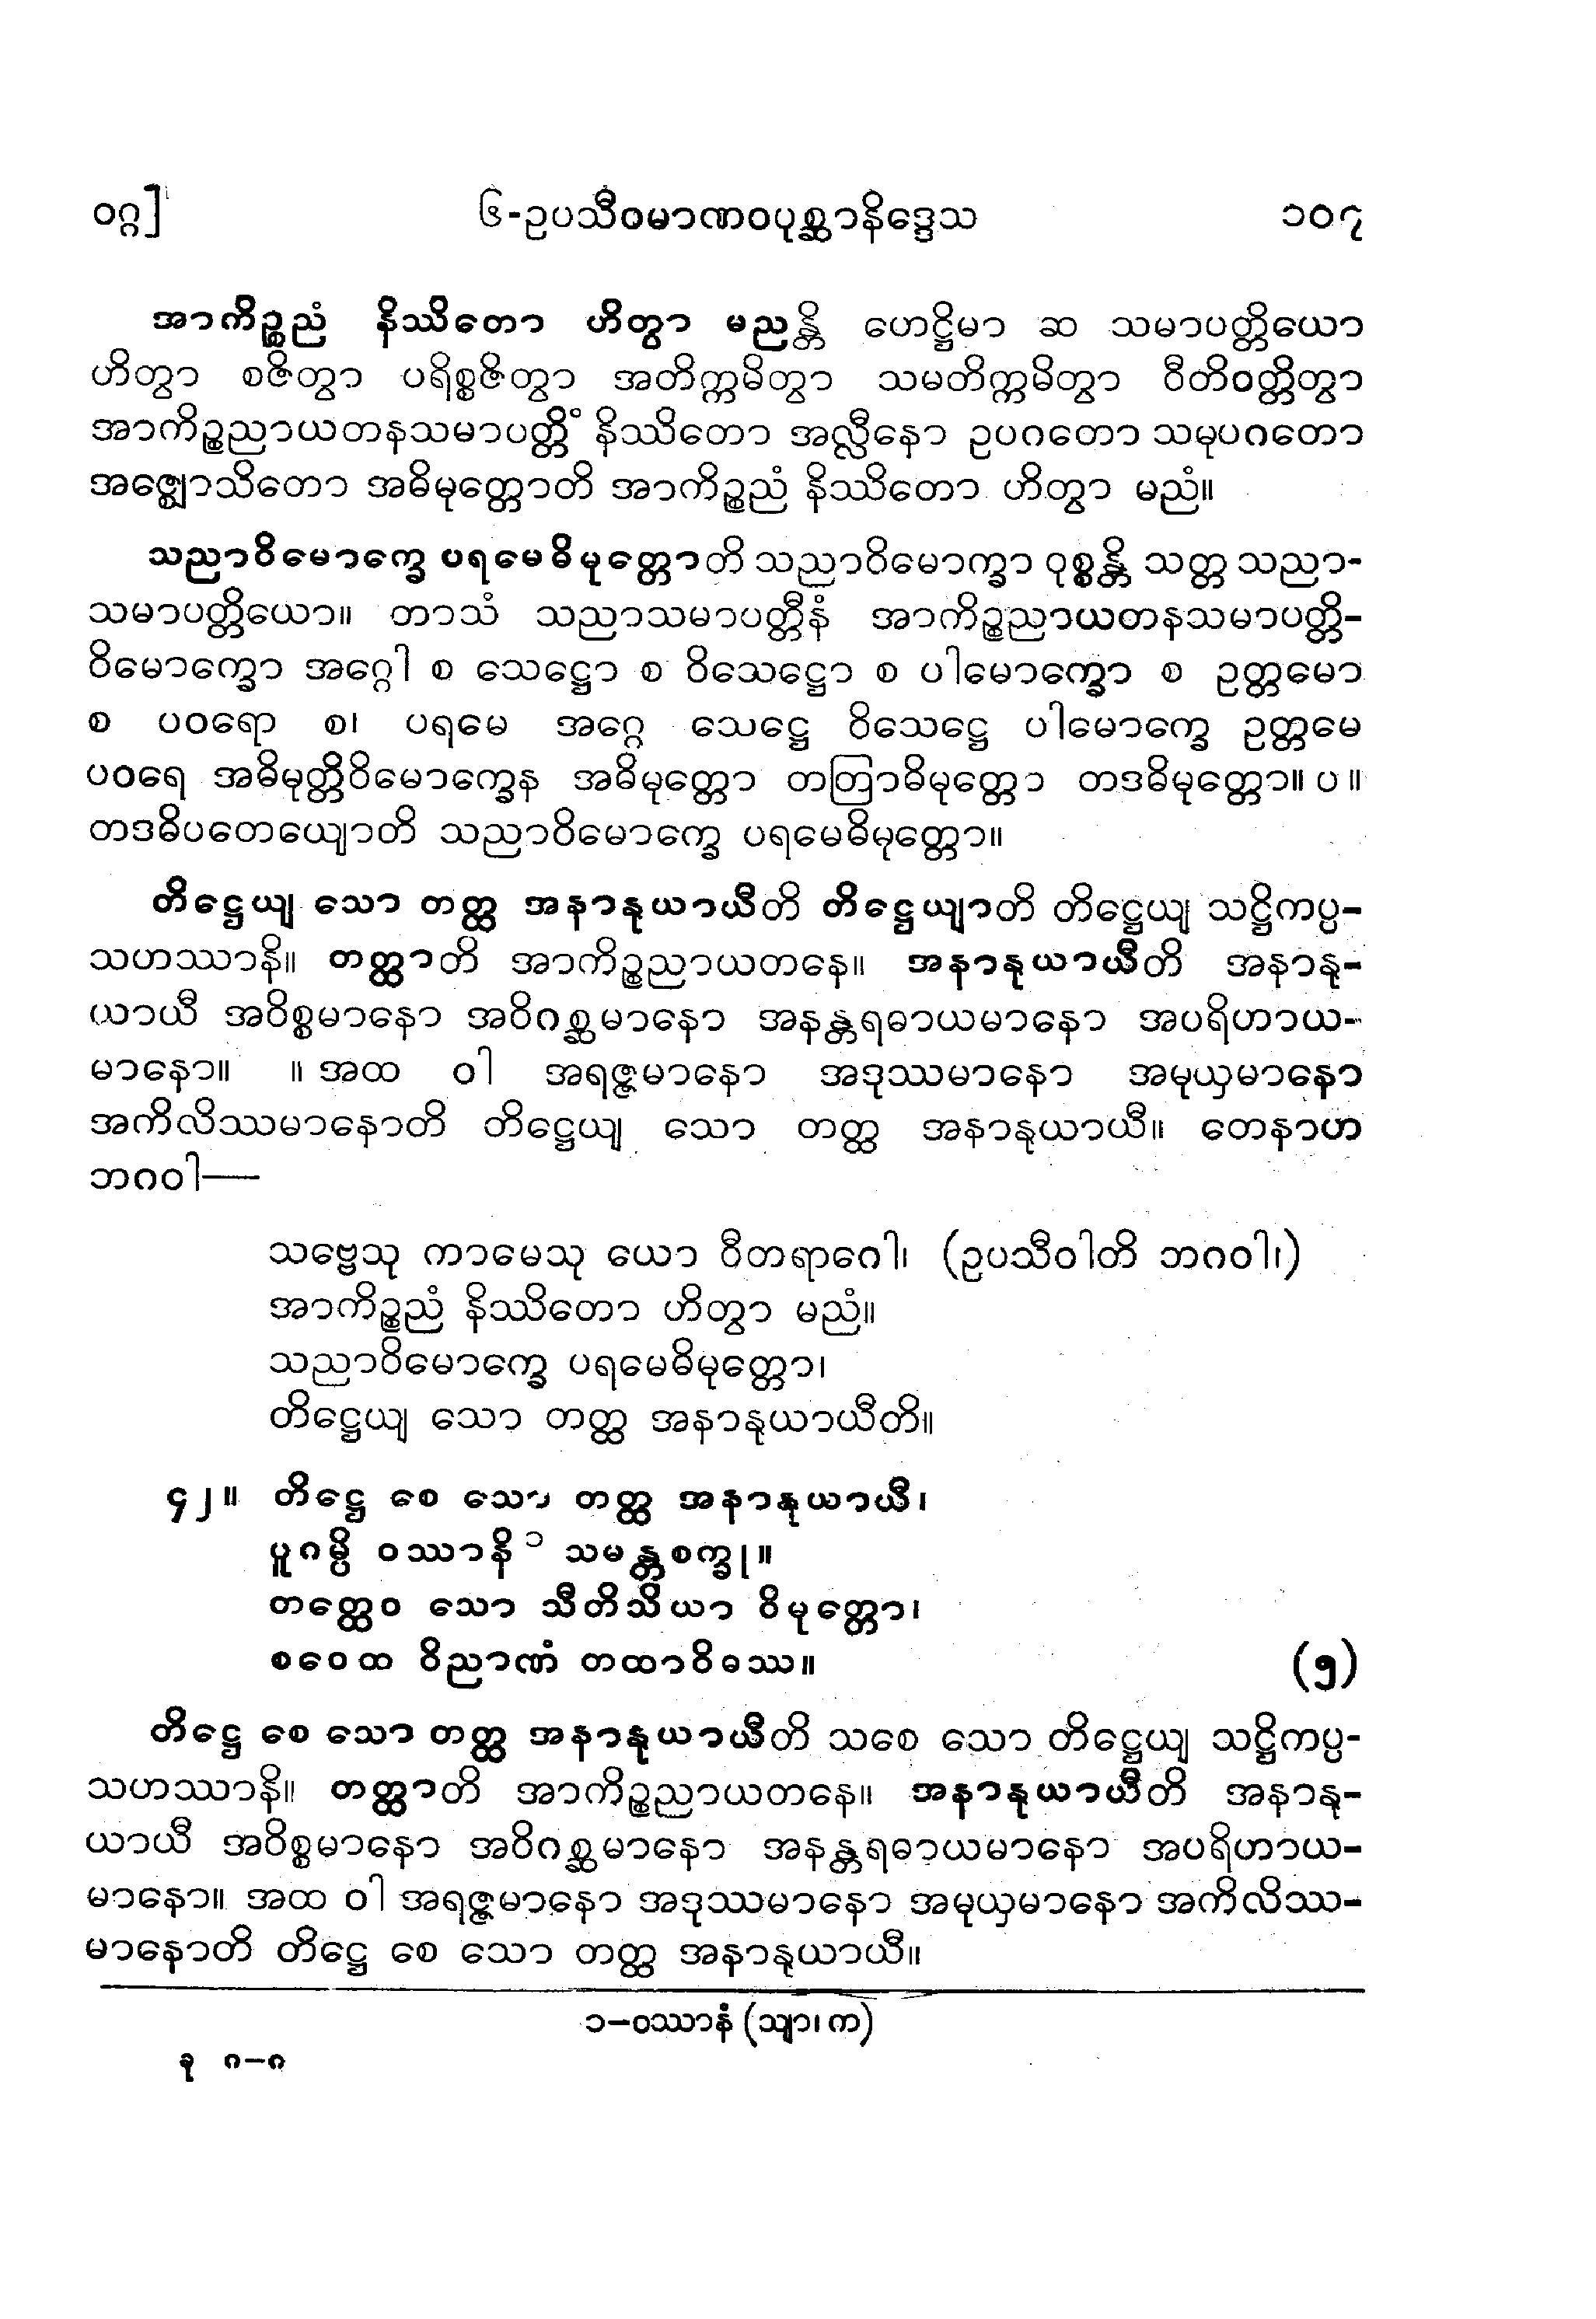 ဝဂ္ဂ] ၆-ဥပသီဝမာဏဝပုစ္ဆာနိဒ္ဒေသ ၁၀၇
အာကိဉ္စညံ နိဿိတော ဟိတွာ မညန္တိ ဟေဋ္ဌိမာ ဆ သမာပတ္တိယော
ဟိတွာ စဇိတွာ ပရိစ္စဇိတွာ အတိက္ကမိတွာ သမတိက္ကမိတွာ ဝီတိဝတ္တိတွာ
အာကိဉ္စညာယတနသမာပတ္တိံ နိဿိတော အလ္လီနော ဥပဂတော သမုပဂတော
အဇ္ဈောသိတော အဓိမုတ္တောတိ အာကိဉ္စညံ နိဿိတော ဟိတွာ မညံ။
သညာဝိမောက္ခေ ပရမေဓိမုတ္တောတိ သညာဝိမောက္ခာ ဝုစ္စန္တိ သတ္တ သညာ-
သမာပတ္တိယော။ တာသံ သညာသမာပတ္တီနံ အာကိဉ္စညာယတနသမာပတ္တိ-
ဝိမောက္ခော အဂ္ဂေါ စ သေဋ္ဌော စ ဝိသေဋ္ဌော စ ပါမောက္ခော စ ဥတ္တမော
စ ပဝရော စ၊ ပရမေ အဂ္ဂေ သေဋ္ဌေ ဝိသေဋ္ဌေ ပါမောက္ခေ ဥတ္တမေ
ပဝရေ အဓိမုတ္တိဝိမောက္ခေန အဓိမုတ္တော တတြာဓိမုတ္တော တဒဓိမုတ္တော။ ပ ။
တဒဓိပတေယျောတိ သညာဝိမောက္ခေ ပရမေဓိမုတ္တော။
တိဋ္ဌေယျ သော တတ္ထ အနာနုယာယီတိ တိဋ္ဌေယျာတိ တိဋ္ဌေယျ သဋ္ဌိကပ္ပ-
သဟဿာနိ။ တတ္ထာတိ အာကိဉ္စညာယတနေ။ အနာနုယာယီတိ အနာနု-
ယာယီ အဝိစ္စမာနော အဝိဂစ္ဆမာနော အနန္တရဓာယမာနော အပရိဟာယ-
မာနော။ ။ အထ ဝါ အရဇ္ဇမာနော အဒုဿမာနော အမုယှမာနော
အကိလိဿမာနောတိ တိဋ္ဌေယျ သော တတ္ထ အနာနုယာယီ။ တေနာဟ
ဘဂဝါ—
သဗ္ဗေသု ကာမေသု ယော ဝီတရာဂေါ၊ (ဥပသီဝါတိ ဘဂဝါ၊)
အာကိဉ္စညံ နိဿိတော ဟိတွာ မညံ။
သညာဝိမောက္ခေ ပရမေဓိမုတ္တော၊
တိဋ္ဌေယျ သော တတ္ထ အနာနုယာယီတိ။
၄၂။ တိဋ္ဌေ စေ သော တတ္ထ အနာနုယာယီ၊
ပူဂမ္ပိ ဝဿာနိ ၁ သမန္တစက္ခု။
တတ္ထေဝ သော သီတိသိယာ ဝိမုတ္တော၊
စဝေထ ဝိညာဏံ တထာဝိဓဿ။ (၅)
တိဋ္ဌေ စေ သော တတ္ထ အနာနုယာယီတိ သစေ သော တိဋ္ဌေယျ သဋ္ဌိကပ္ပ-
သဟဿာနိ။ တတ္ထာတိ အာကိဉ္စညာယတနေ။ အနာနုယာယီတိ အနာနု-
ယာယီ အဝိစ္စမာနော အဝိဂစ္ဆမာနော အနန္တရဓာယမာနော အပရိဟာယ-
မာနော။ အထ ဝါ အရဇ္ဇမာနော အဒုဿမာနော အမုယှမာနော အကိလိဿ-
မာနောတိ တိဋ္ဌေ စေ သော တတ္ထ အနာနုယာယီ။
၁-ဝဿာနံ (သျာ၊ က)
ခု ဂ-ဂ